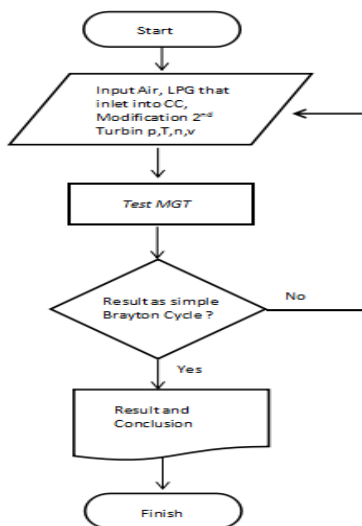 Start
Input Air, LPG that
inlet into CC,
Modification 2nd
Turbin p,T,n,v
Test MGT
Result as simple
Brayton Cycle ?
No
Yes
Result and
Conclusion
Finish